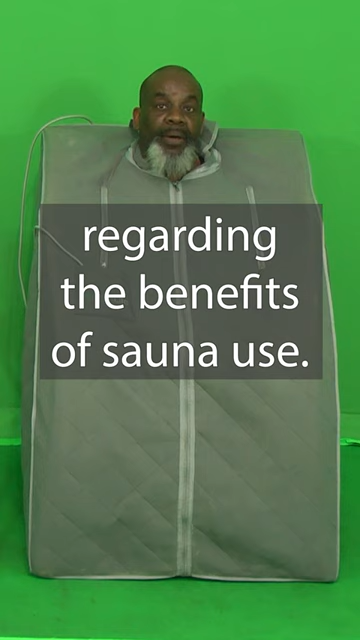 regarding
the benefits
of sauna use.